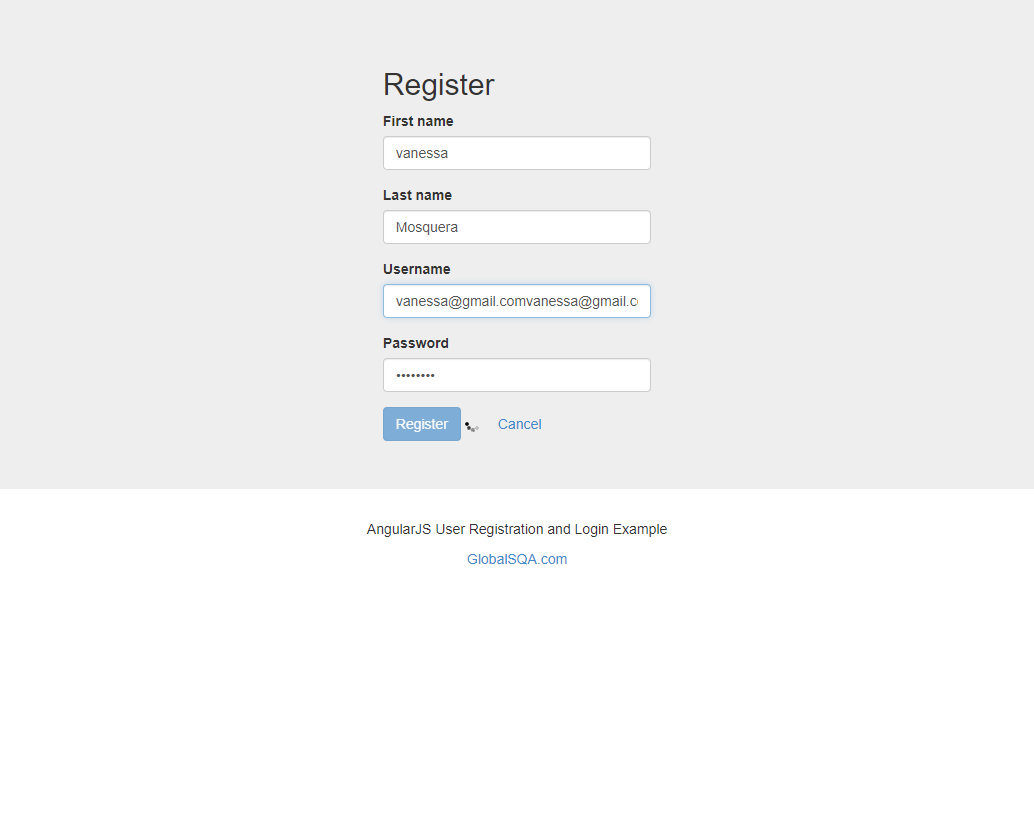 Register
First name
vanessa
Last name
Mosquera
Username
vanessa@gmail.comvanessa@gmail.c
Password
••••••••
Register Cancel
AngularJS User Registration and Login Example
GlobalSQA.com